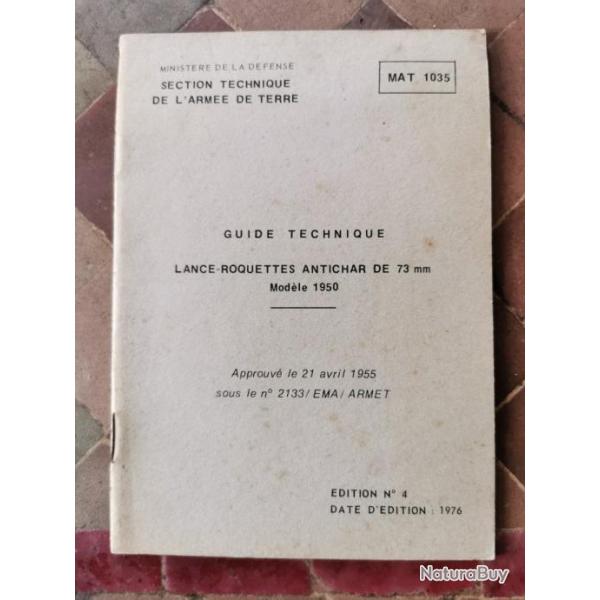 MINISTERE DE LA DEFENSE
SECTION TECHNIQUE
DE L'ARMEE DE TERRE
MAT 1035
GUIDE TECHNIQUE
LANCE-ROQUETTES ANTICHAR DE 73 mm
Modèle 1950
Approuvé le 21 avril 1955
sous le nº 2133/EMA/ARMET
EDITION Nº 4
DATE D'EDITION : 1976
NaturaBuy